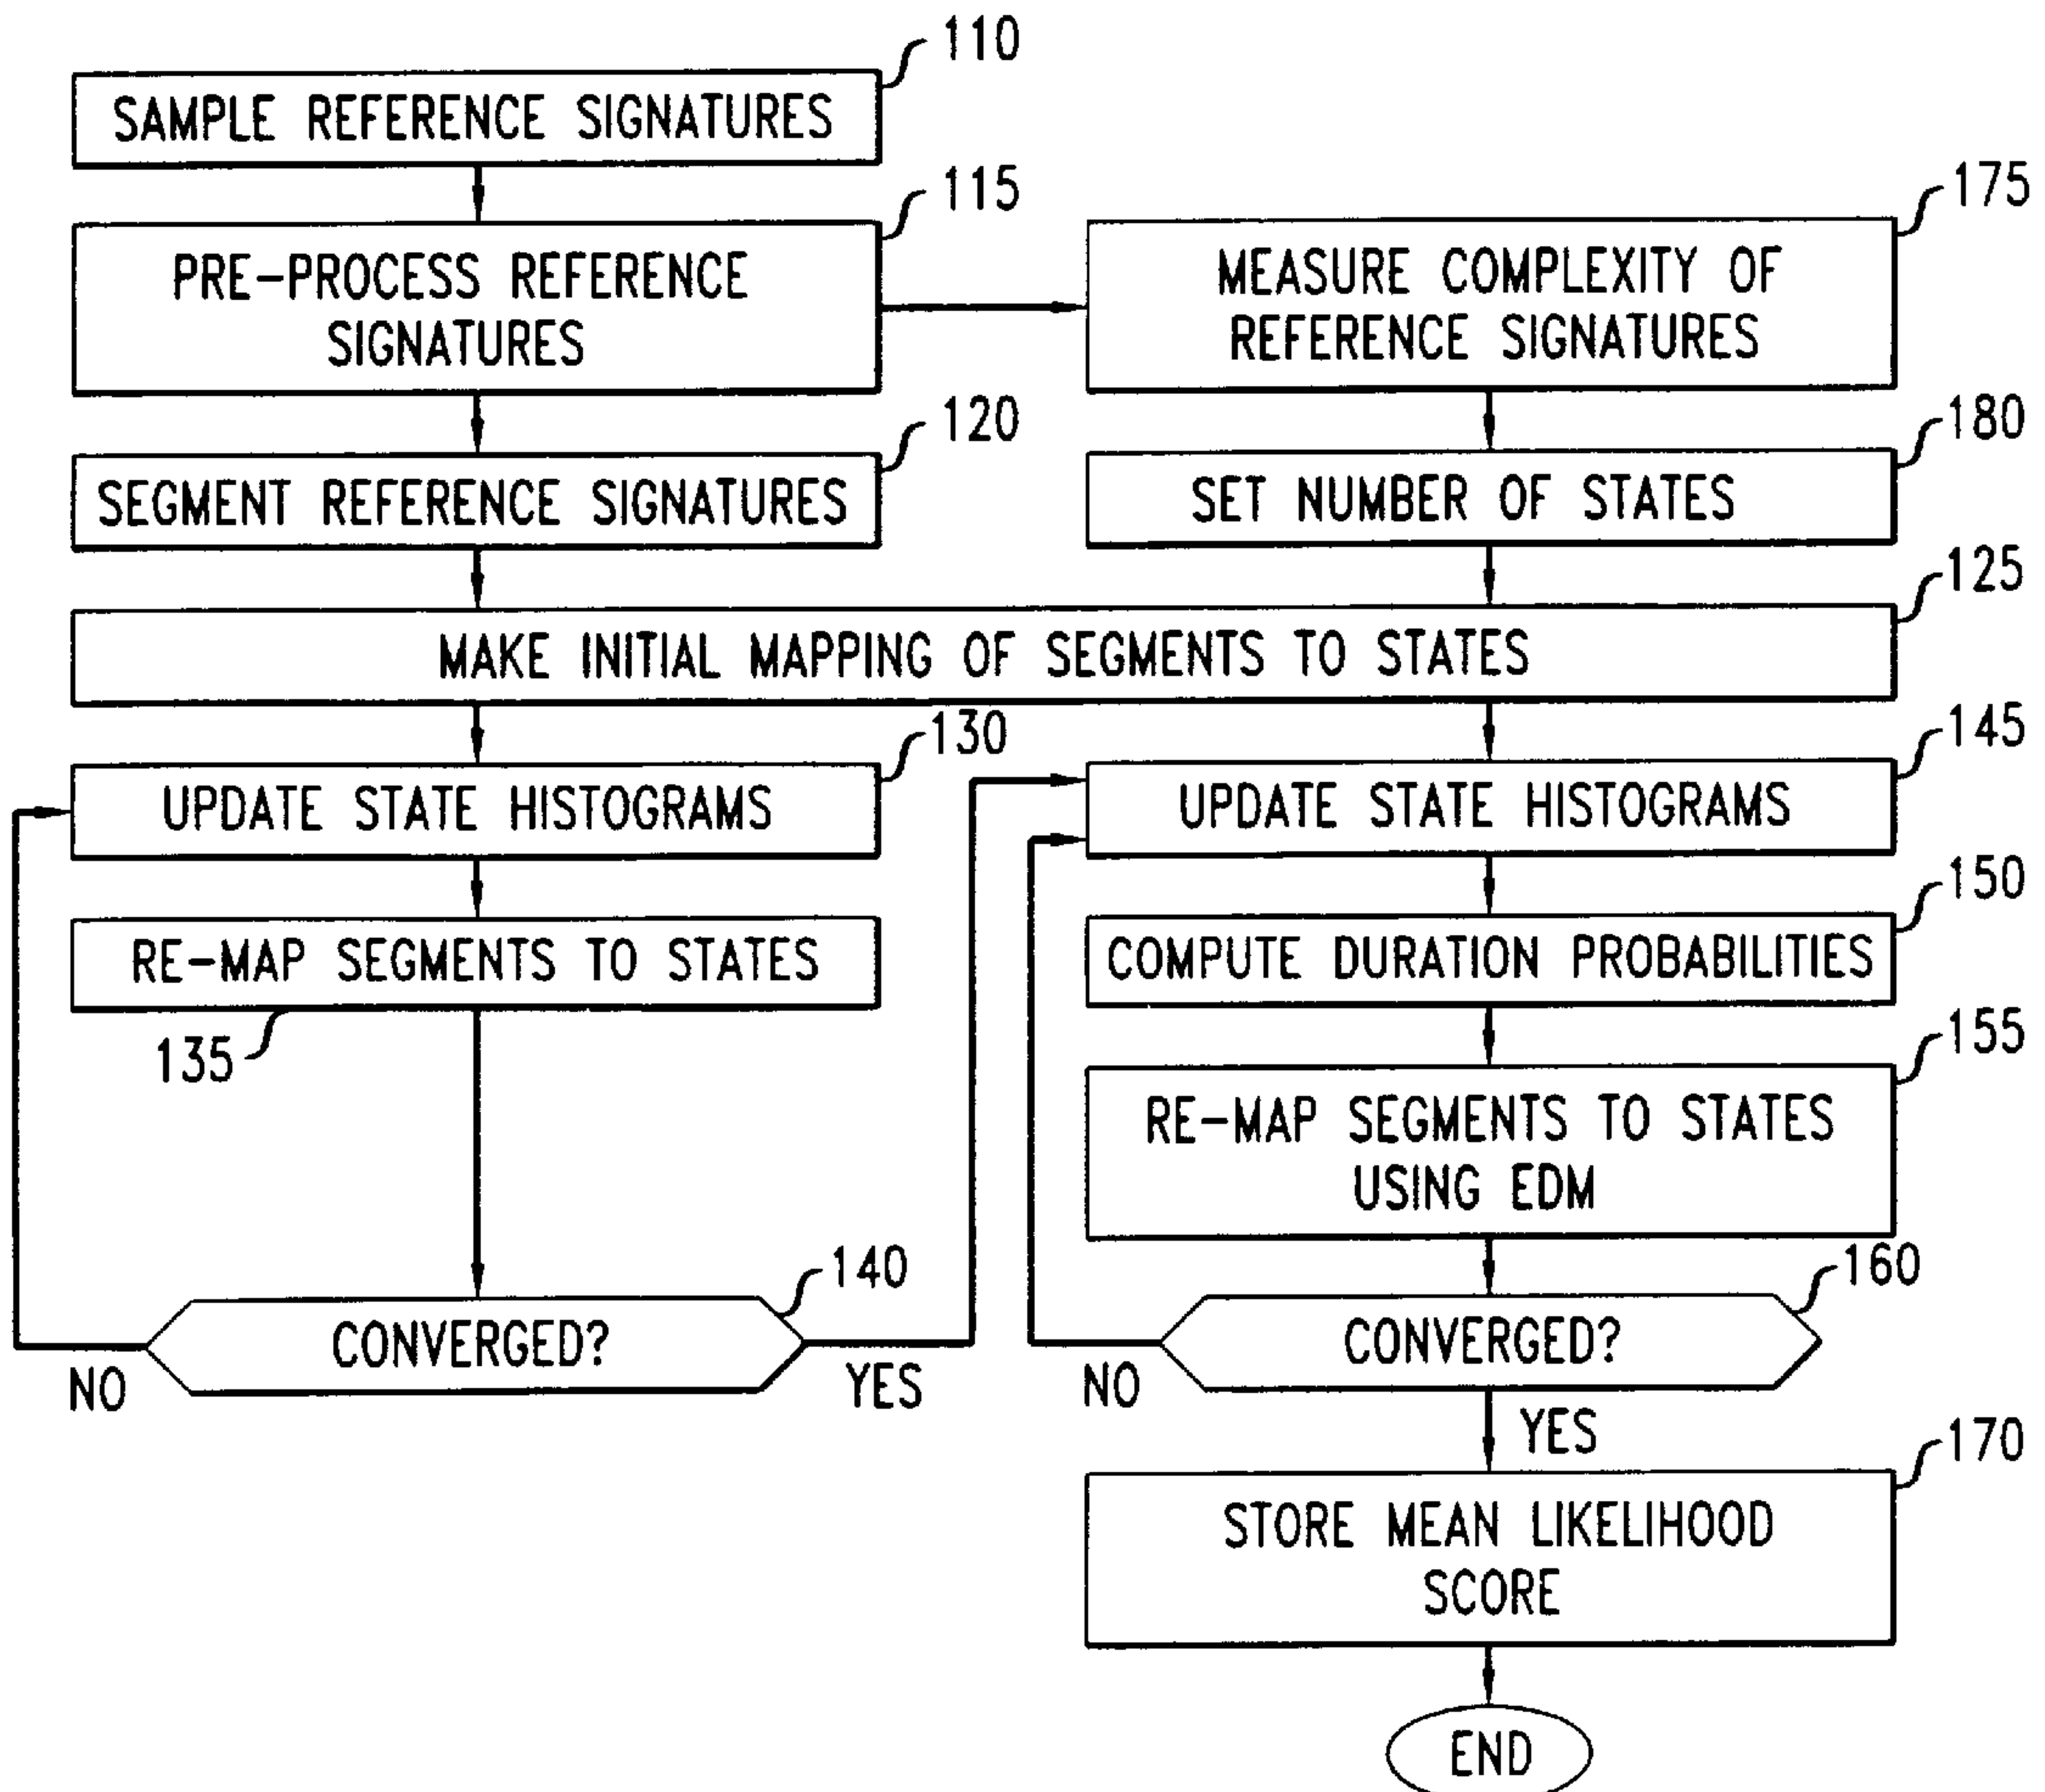 110
SAMPLE REFERENCE SIGNATURES
115
PRE-PROCESS REFERENCE
SIGNATURES
175
MEASURE COMPLEXITY OF
REFERENCE SIGNATURES
120
SEGMENT REFERENCE SIGNATURES
180
SET NUMBER OF STATES
125
MAKE INITIAL MAPPING OF SEGMENTS TO STATES
130
UPDATE STATE HISTOGRAMS
RE-MAP SEGMENTS TO STATES
135
140
CONVERGED?
NO
YES
145
UPDATE STATE HISTOGRAMS
150
COMPUTE DURATION PROBABILITIES
155
RE-MAP SEGMENTS TO STATES
USING EDM
160
CONVERGED?
NO
YES
170
STORE MEAN LIKELIHOOD
SCORE
END